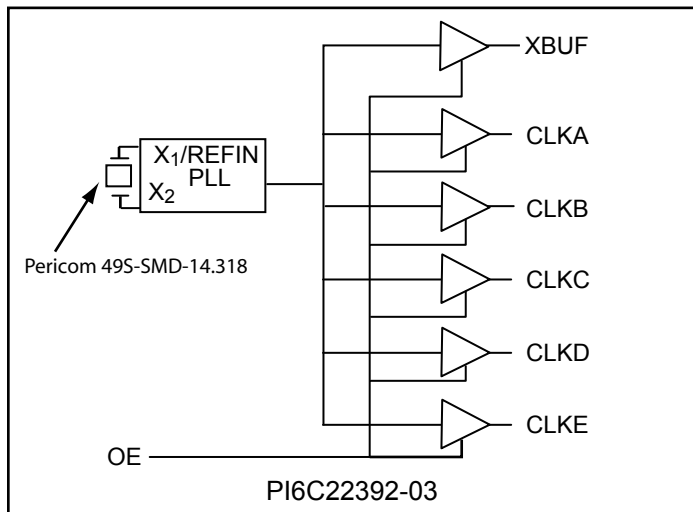 XBUF
X1/REFIN
PLL
X2
CLKA
CLKB
Pericom 49S-SMD-14.318
CLKC
CLKD
CLKE
OE
PI6C22392-03